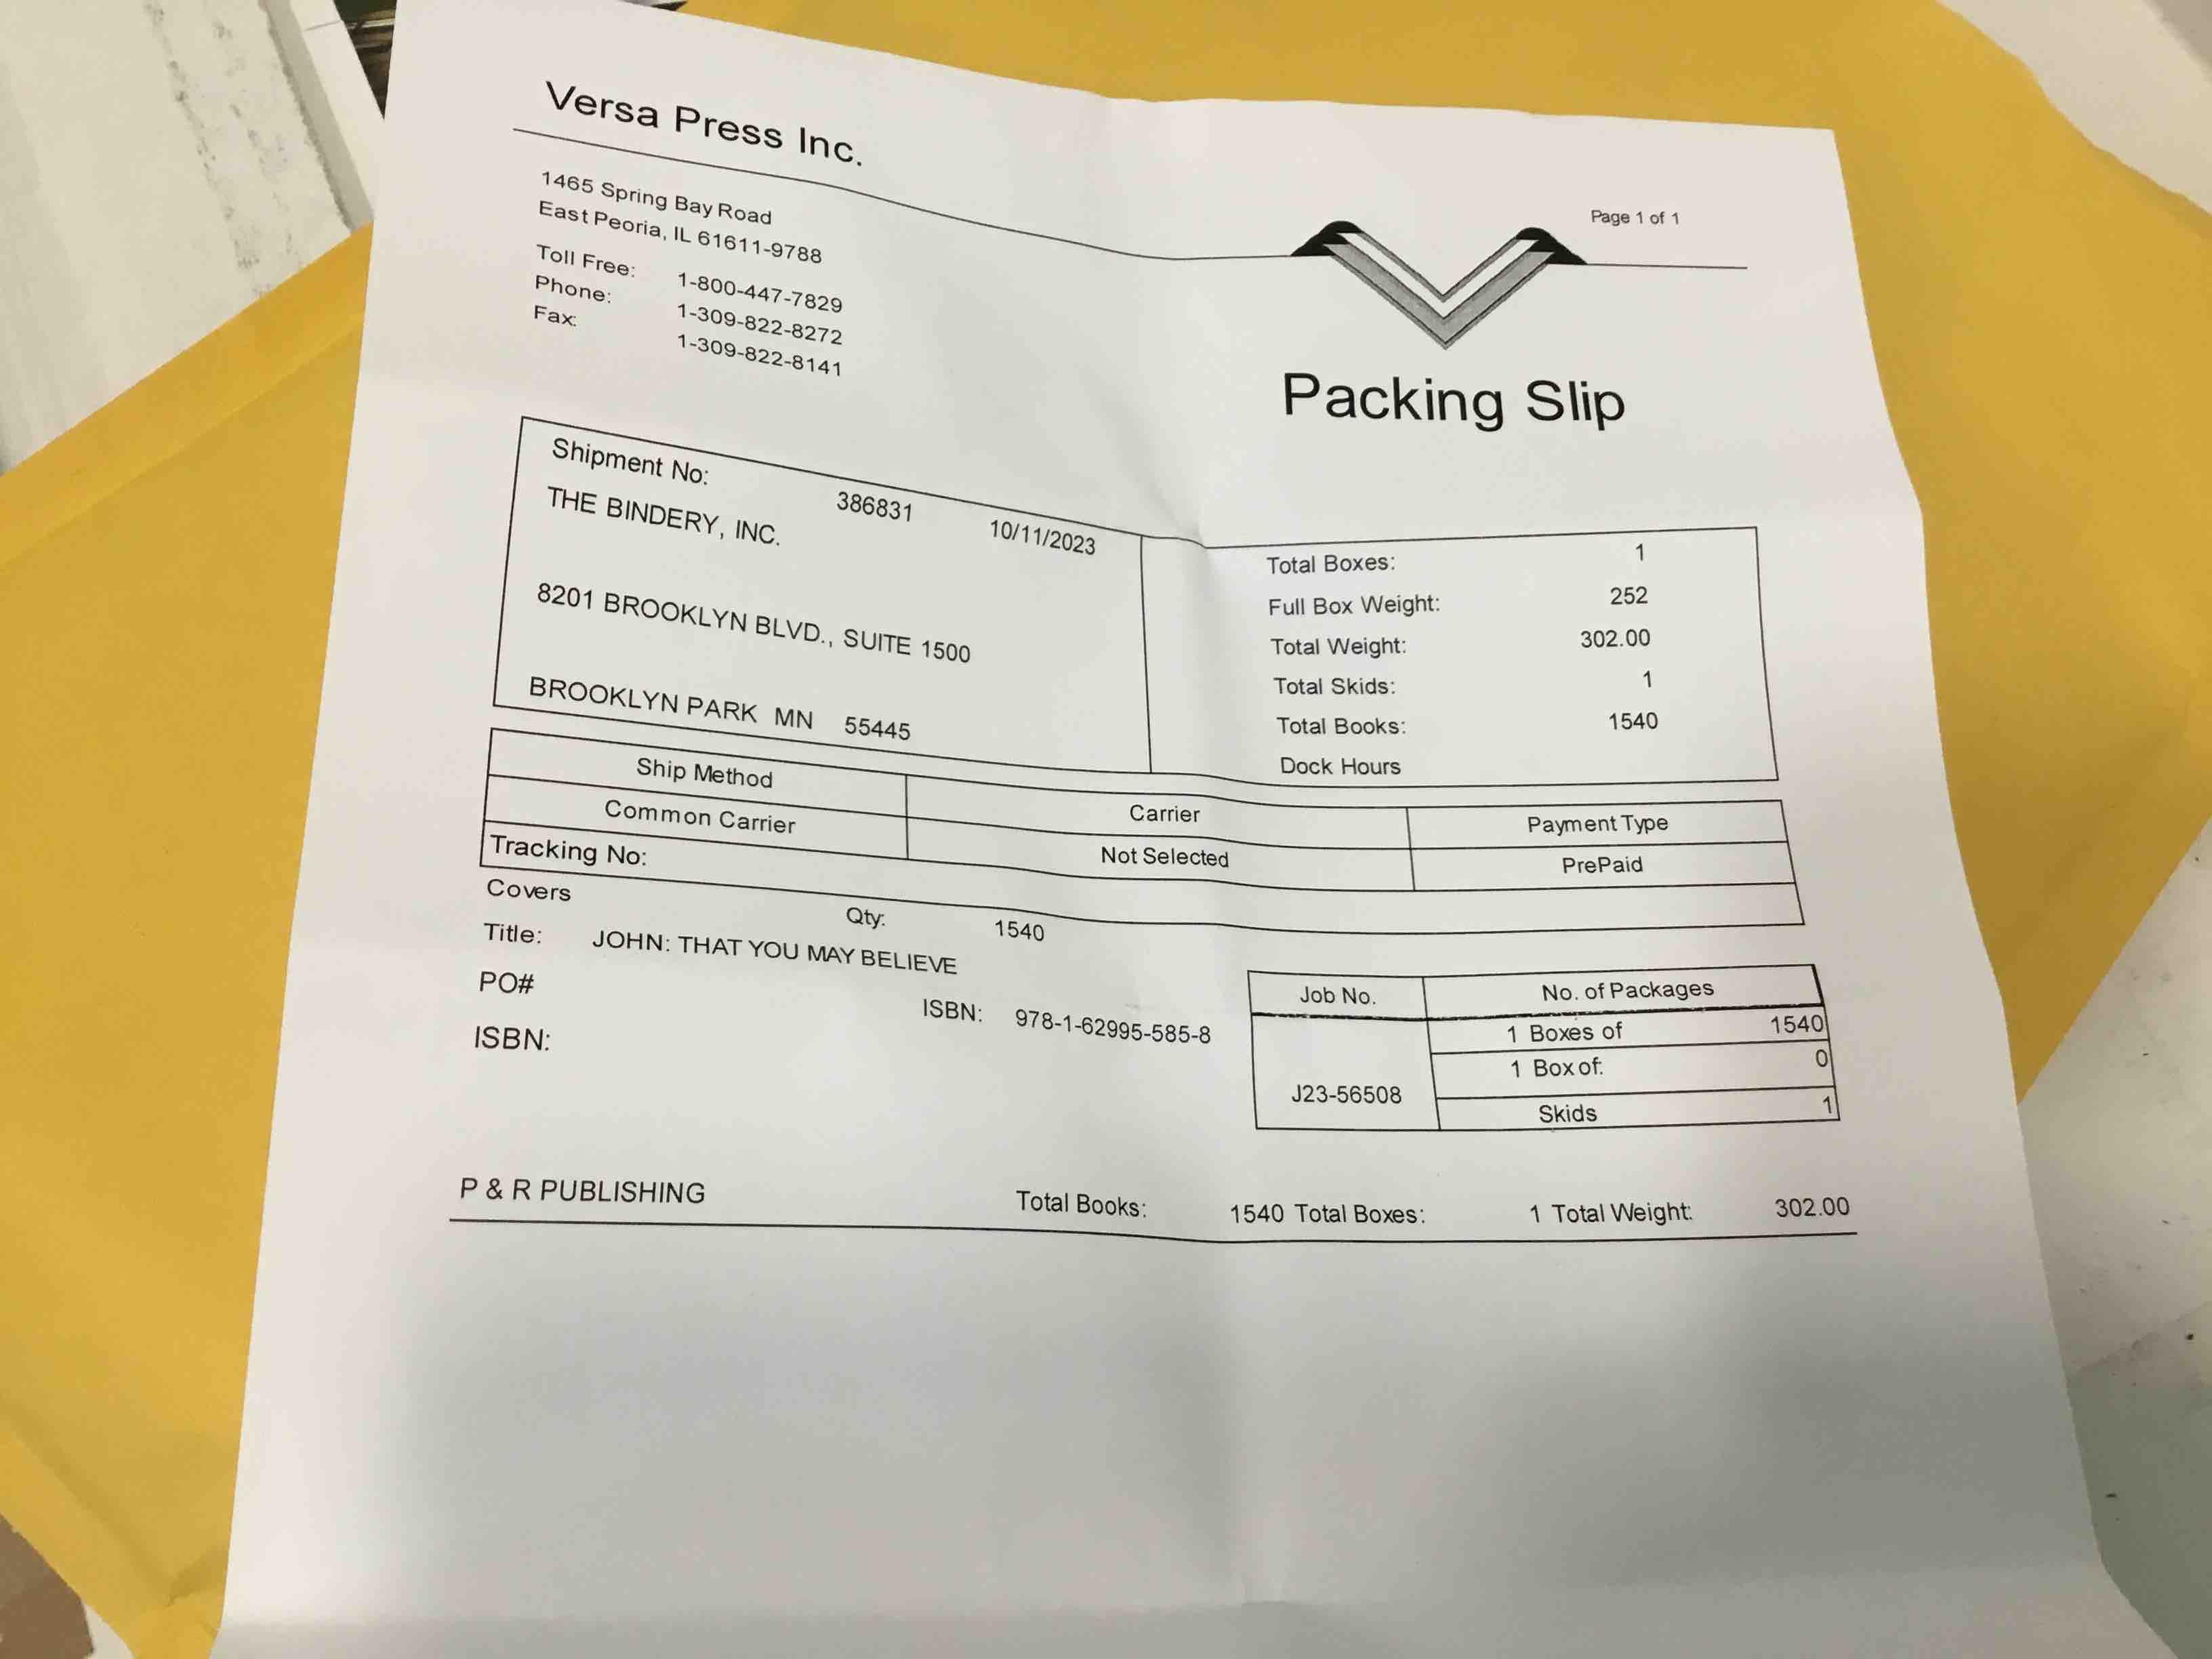 Versa Press Inc.
Page 1 of 1
1465 Spring Bay Road
East Peoria, IL 61611-9788
Toll Free: 1-800-447-7829
Phone: 1-309-822-8272
Fax: 1-309-822-8141
Packing Slip
Shipment No: 386831 10/11/2023
THE BINDERY, INC.
8201 BROOKLYN BLVD., SUITE 1500
BROOKLYN PARK MN 55445
Total Boxes: 1
Full Box Weight: 252
Total Weight: 302.00
Total Skids: 1
Total Books: 1540
Dock Hours
Ship Method Carrier Payment Type
Common Carrier Not Selected PrePaid
Tracking No:
Covers Qty: 1540
Title: JOHN: THAT YOU MAY BELIEVE
PO# ISBN: 978-1-62995-585-8
ISBN:
Job No. No. of Packages
1 Boxes of 1540
1 Box of: 0
J23-56508
Skids 1
P & R PUBLISHING Total Books: 1540 Total Boxes: 1 Total Weight: 302.00